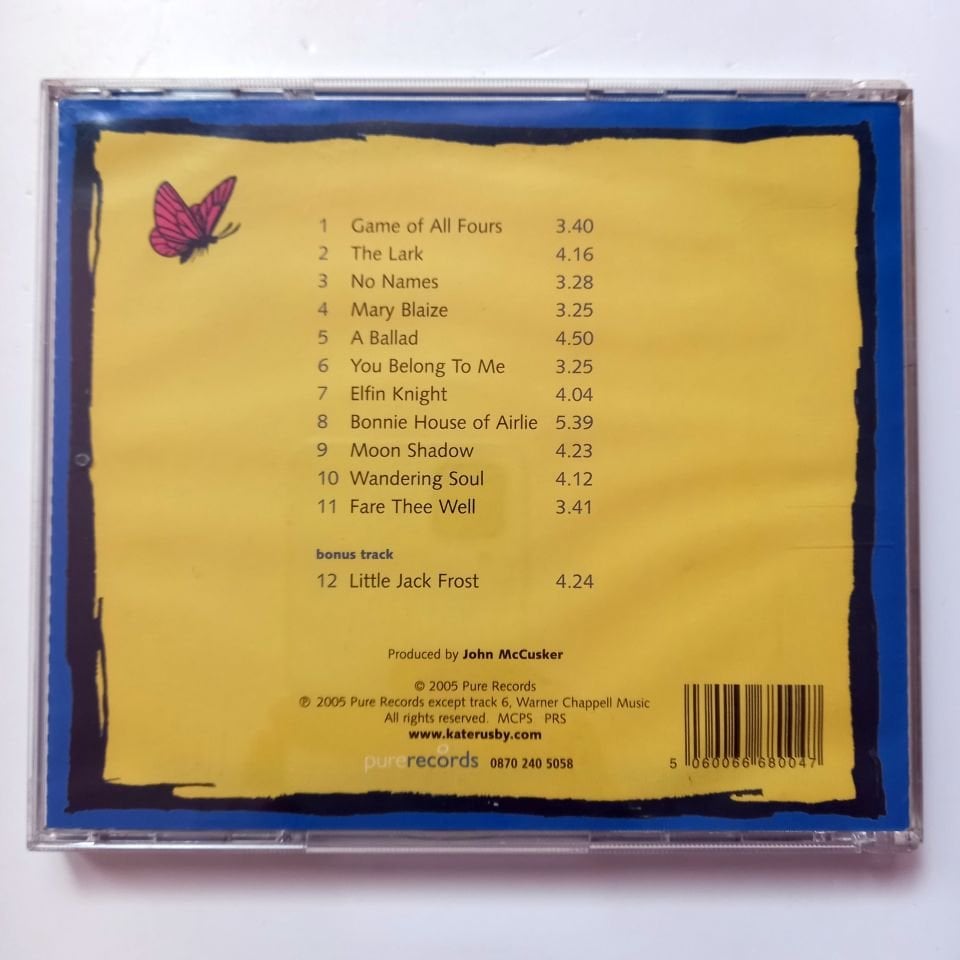 1 Game of All Fours 3.40
2 The Lark 4.16
3 No Names 3.28
4 Mary Blaize 3.25
5 A Ballad 4.50
6 You Belong To Me 3.25
7 Elfin Knight 4.04
8 Bonnie House of Airlie 5.39
9 Moon Shadow 4.23
10 Wandering Soul 4.12
11 Fare Thee Well 3.41
bonus track
12 Little Jack Frost 4.24
Produced by John McCusker
© 2005 Pure Records
℗ 2005 Pure Records except track 6, Warner Chappell Music
All rights reserved. MCPS PRS
www.katerusby.com
purerecords 0870 240 5058
5 060066 680047